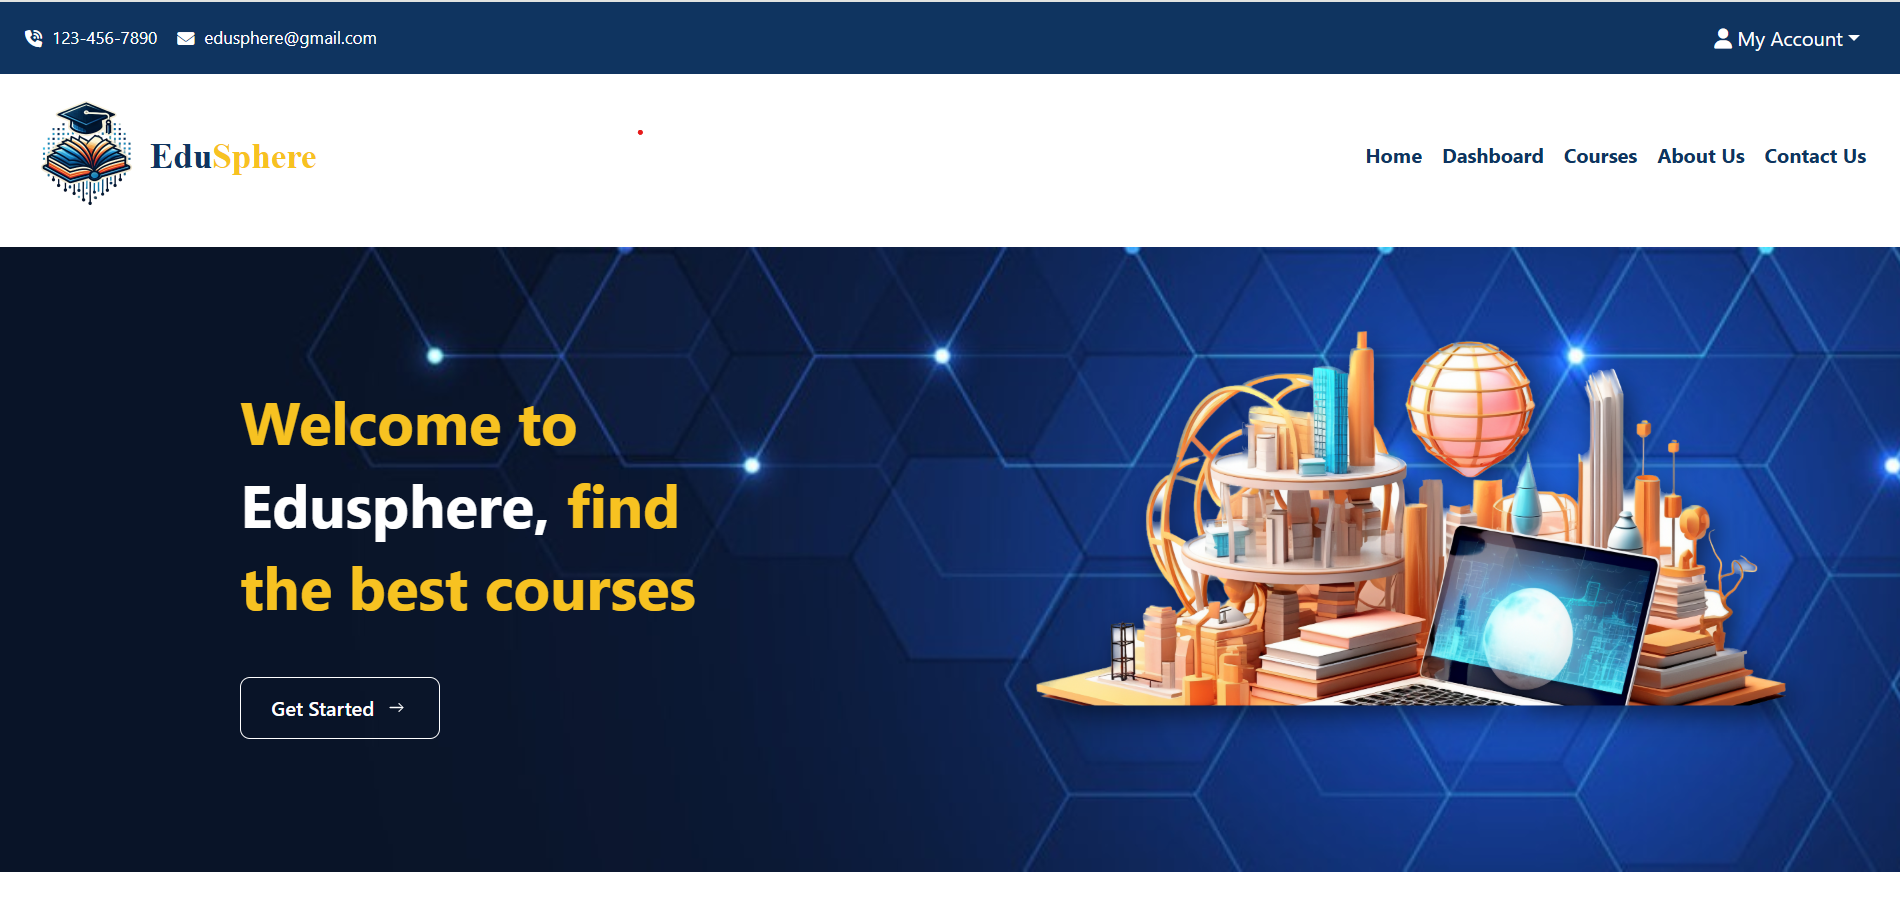 123-456-7890 edusphere@gmail.com My Account
EduSphere
Home Dashboard Courses About Us Contact Us
Welcome to
Edusphere, find
the best courses
Get Started →